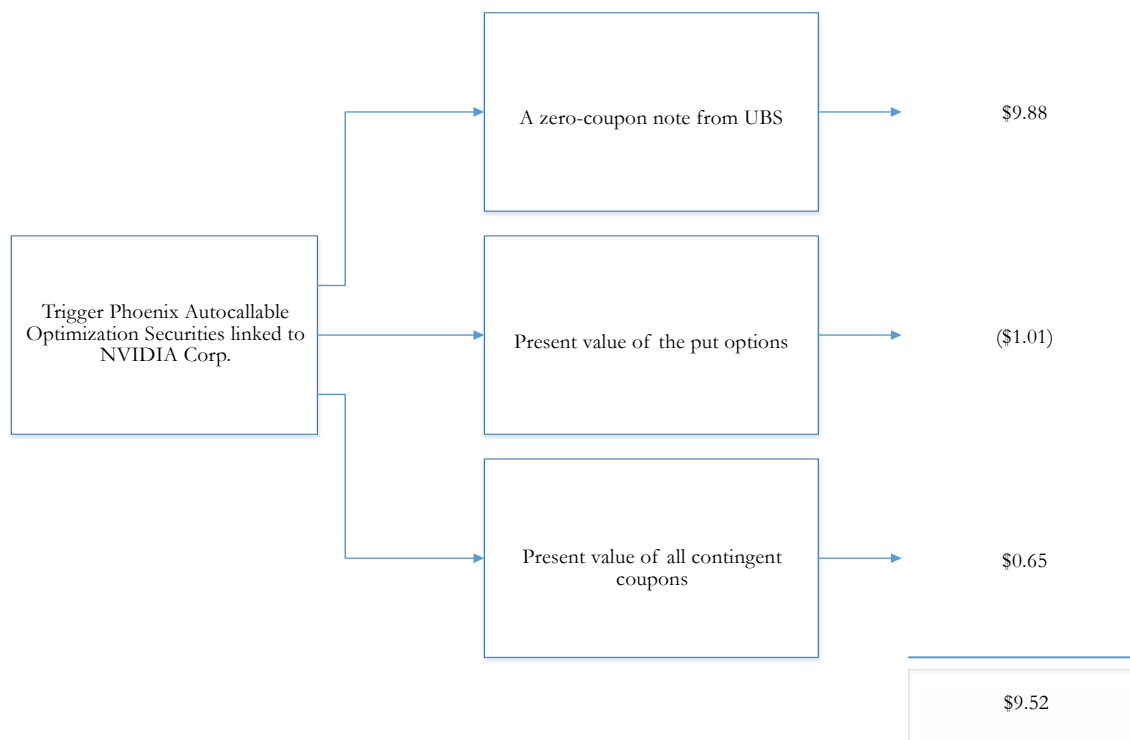 A zero-coupon note from UBS
$9.88
Trigger Phoenix Autocallable
Optimization Securities linked to
NVIDIA Corp.
Present value of the put options
($1.01)
Present value of all contingent
coupons
$0.65
$9.52